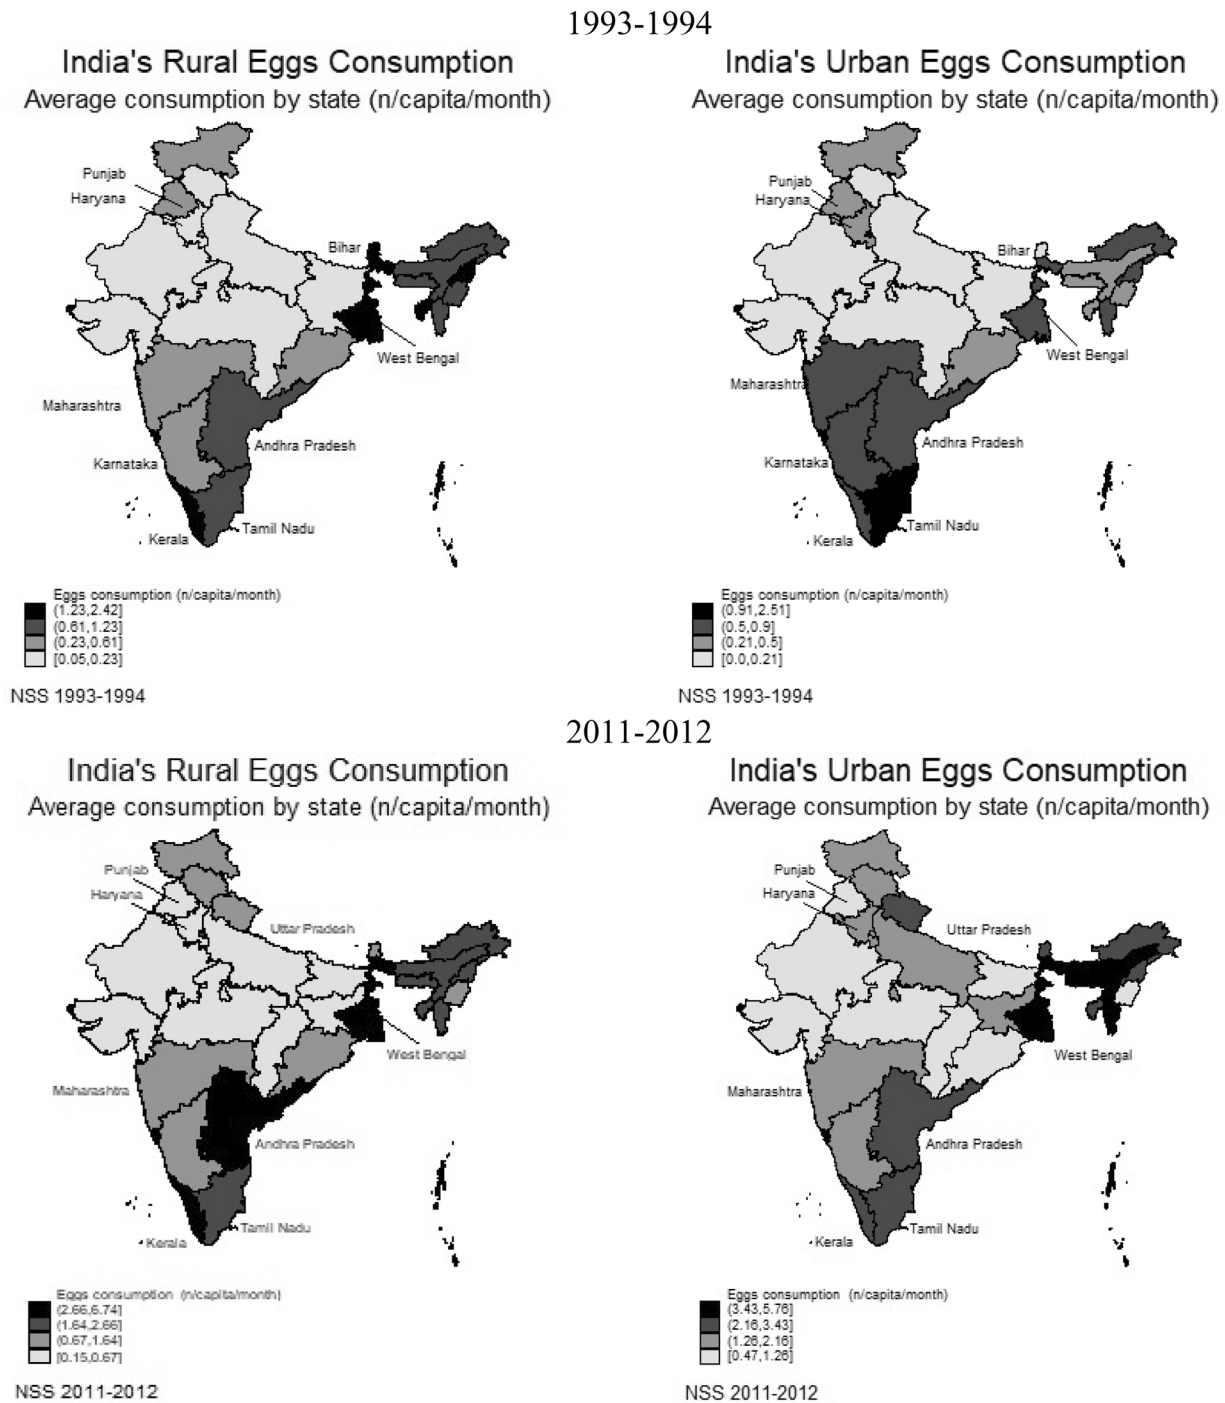 1993-1994
India's Rural Eggs Consumption
Average consumption by state (n/capita/month)
Punjab
Haryana
Bihar
West Bengal
Maharashtra
Andhra Pradesh
Karnataka
Tamil Nadu
Kerala
Eggs consumption (n/capita/month)
(1.23,2.42]
(0.61,1.23]
(0.23,0.61]
[0.05,0.23]
NSS 1993-1994
India's Urban Eggs Consumption
Average consumption by state (n/capita/month)
Punjab
Haryana
Bihar
West Bengal
Maharashtra
Andhra Pradesh
Karnataka
Tamil Nadu
Kerala
Eggs consumption (n/capita/month)
(0.91,2.51]
(0.5,0.9]
(0.21,0.5]
[0.0,0.21]
NSS 1993-1994
2011-2012
India's Rural Eggs Consumption
Average consumption by state (n/capita/month)
Punjab
Haryana
Uttar Pradesh
West Bengal
Maharashtra
Andhra Pradesh
Tamil Nadu
Kerala
Eggs consumption (n/capita/month)
(2.66,6.74]
(1.64,2.66]
(0.67,1.64]
[0.15,0.67]
NSS 2011-2012
India's Urban Eggs Consumption
Average consumption by state (n/capita/month)
Punjab
Haryana
Uttar Pradesh
West Bengal
Maharashtra
Andhra Pradesh
Tamil Nadu
Kerala
Eggs consumption (n/capita/month)
(3.43,5.76]
(2.16,3.43]
(1.26,2.16]
[0.47,1.26]
NSS 2011-2012